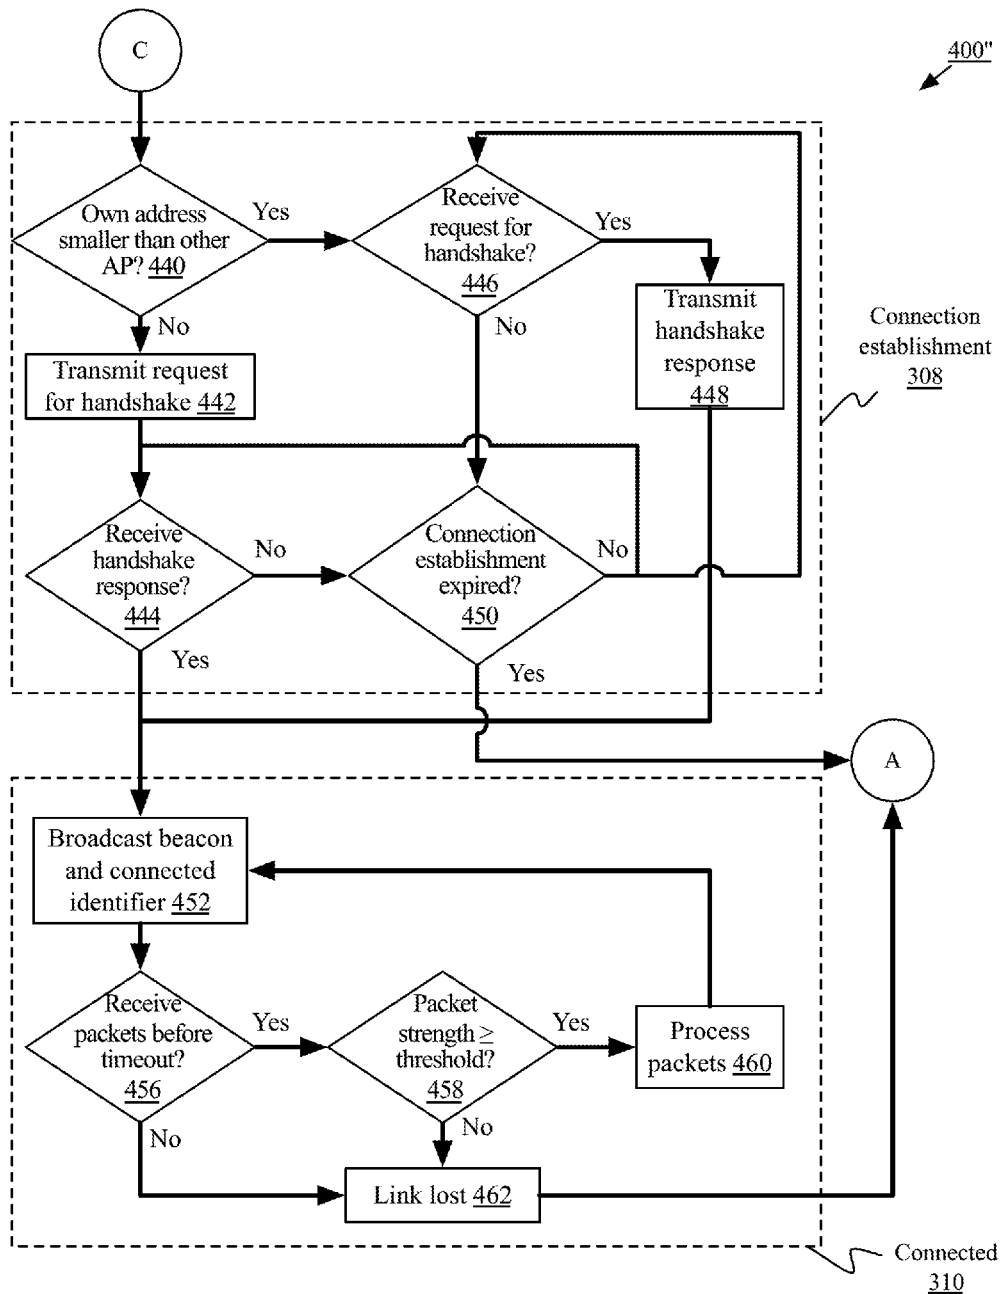 C
400"
Own address
smaller than other
AP? 440
Yes
No
Receive
request for
handshake?
446
Yes
No
Transmit
handshake
response
448
Connection
establishment
308
Transmit request
for handshake 442
Receive
handshake
response?
444
No
Yes
Connection
establishment
expired?
450
No
Yes
A
Broadcast beacon
and connected
identifier 452
Receive
packets before
timeout?
456
Yes
No
Packet
strength ≥
threshold?
458
Yes
No
Process
packets 460
Link lost 462
Connected
310